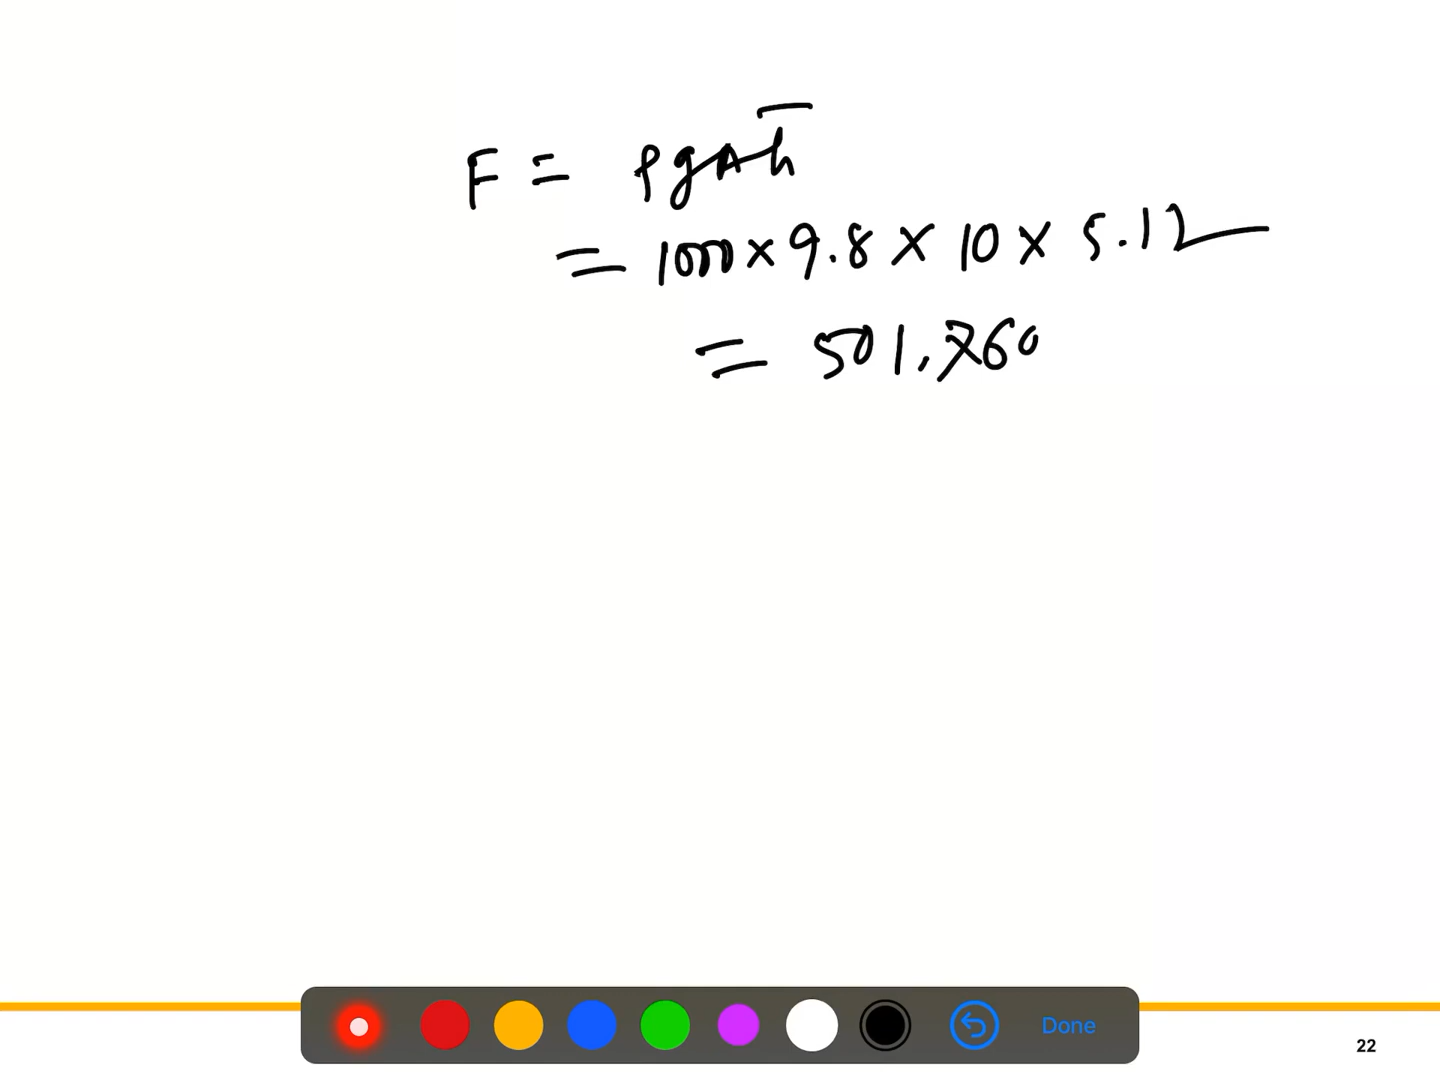 F = ρgAh̅
= 1000 × 9.8 × 10 × 5.12
= 501.760
Done
22